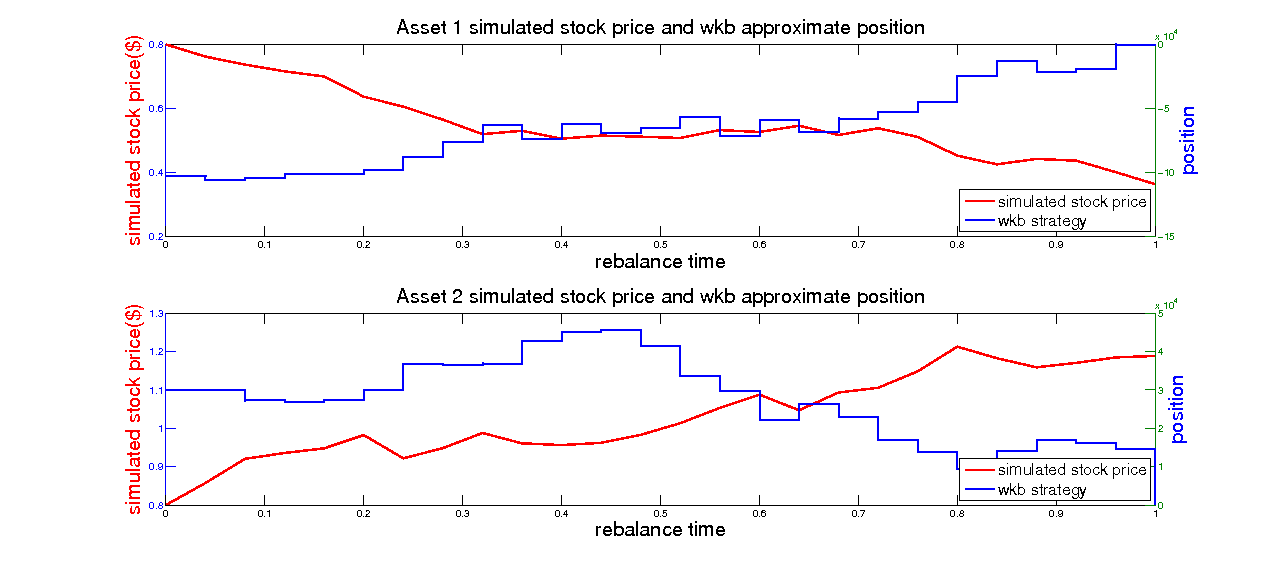 Asset 1 simulated stock price and wkb approximate position
x 10^4
simulated stock price($)
0.8
0.6
0.4
0.2
0
-5
-10
-15
position
simulated stock price
wkb strategy
0 0.1 0.2 0.3 0.4 0.5 0.6 0.7 0.8 0.9 1
rebalance time
Asset 2 simulated stock price and wkb approximate position
x 10^4
simulated stock price($)
1.3
1.2
1.1
1
0.9
0.8
5
4
3
2
1
0
position
simulated stock price
wkb strategy
0 0.1 0.2 0.3 0.4 0.5 0.6 0.7 0.8 0.9 1
rebalance time